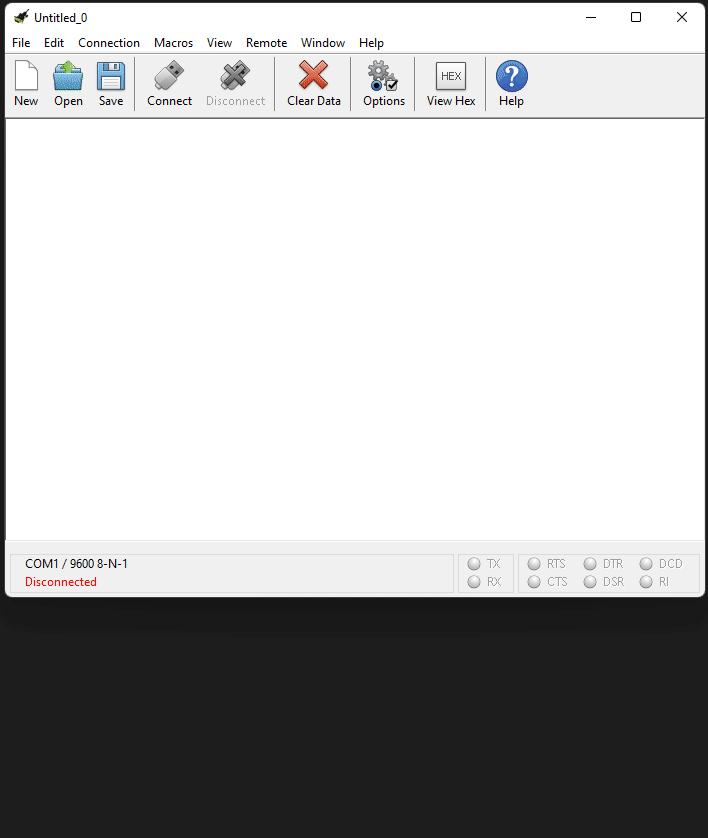 Untitled_0
File Edit Connection Macros View Remote Window Help
HEX
New Open Save Connect Disconnect Clear Data Options View Hex Help
COM1 / 9600 8-N-1
Disconnected
TX RTS DTR DCD
RX CTS DSR RI